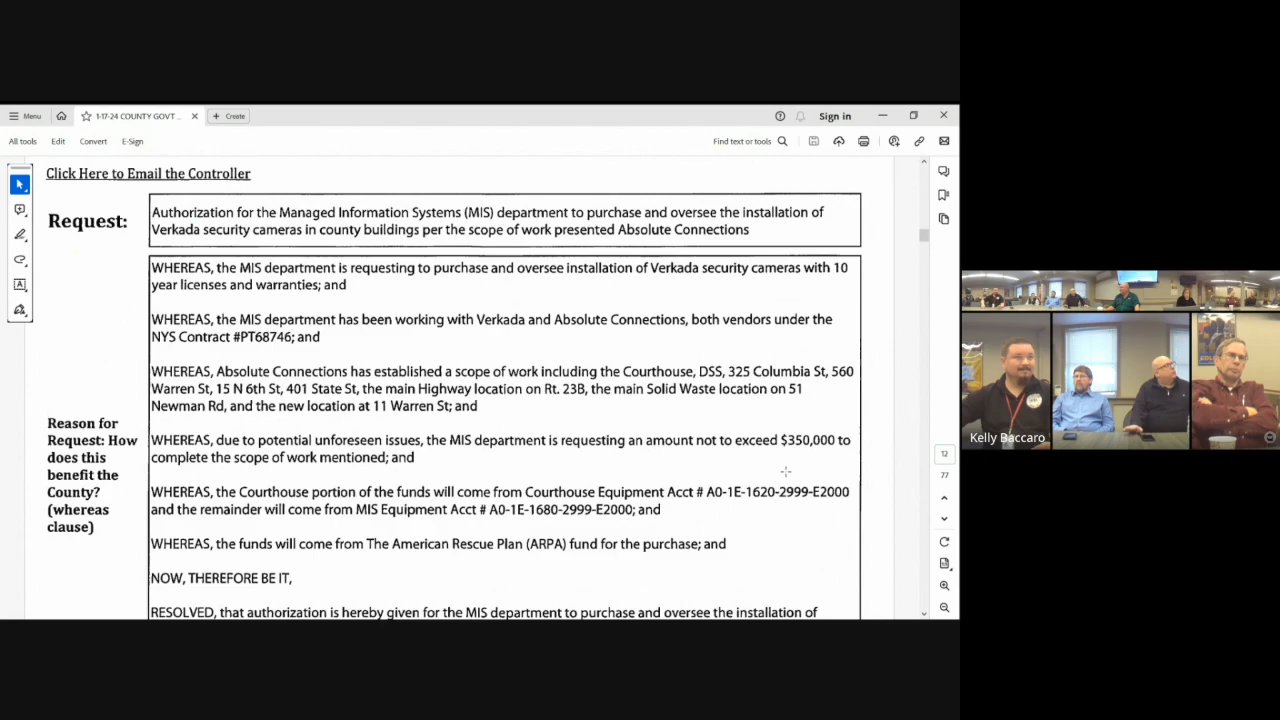 Menu
1-17-24 COUNTY GOVT ...
Create
Sign in
All tools
Edit
Convert
E-Sign
Find text or tools
Click Here to Email the Controller
Request:
Authorization for the Managed Information Systems (MIS) department to purchase and oversee the installation of
Verkada security cameras in county buildings per the scope of work presented Absolute Connections
WHEREAS, the MIS department is requesting to purchase and oversee installation of Verkada security cameras with 10
year licenses and warranties; and
WHEREAS, the MIS department has been working with Verkada and Absolute Connections, both vendors under the
NYS Contract #PT68746; and
WHEREAS, Absolute Connections has established a scope of work including the Courthouse, DSS, 325 Columbia St, 560
Warren St, 15 N 6th St, 401 State St, the main Highway location on Rt. 23B, the main Solid Waste location on 51
Newman Rd, and the new location at 11 Warren St; and
Reason for
Request: How
does this
benefit the
County?
(whereas
clause)
WHEREAS, due to potential unforeseen issues, the MIS department is requesting an amount not to exceed $350,000 to
complete the scope of work mentioned; and
WHEREAS, the Courthouse portion of the funds will come from Courthouse Equipment Acct # A0-1E-1620-2999-E2000
and the remainder will come from MIS Equipment Acct # A0-1E-1680-2999-E2000; and
WHEREAS, the funds will come from The American Rescue Plan (ARPA) fund for the purchase; and
NOW, THEREFORE BE IT,
RESOLVED, that authorization is hereby given for the MIS department to purchase and oversee the installation of
12
77
Kelly Baccaro